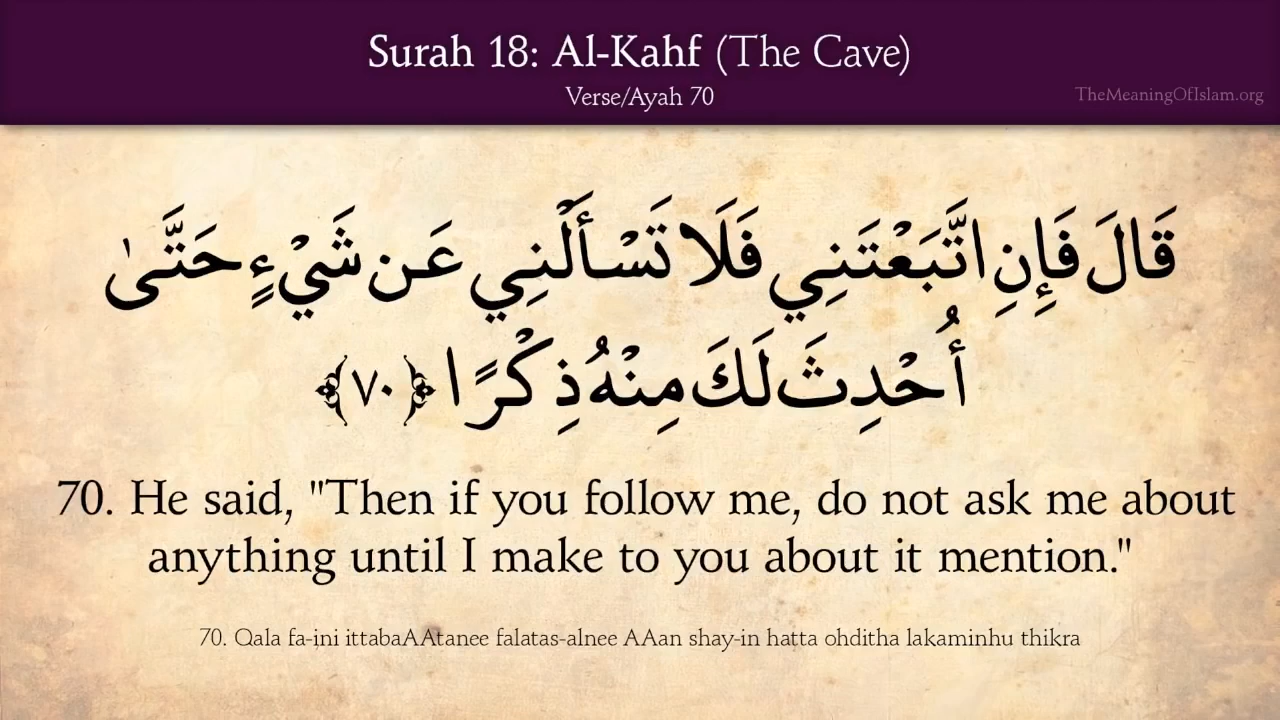 Surah 18: Al-Kahf (The Cave)
Verse/Ayah 70
TheMeaningOfIslam.org
قَالَ فَإِنِ اتَّبَعْتَنِي فَلَا تَسْأَلْنِي عَن شَيْءٍ حَتَّىٰ
أُحْدِثَ لَكَ مِنْهُ ذِكْرًا ﴿٧٠﴾
70. He said, "Then if you follow me, do not ask me about
anything until I make to you about it mention."
70. Qala fa-ini ittabaAAtanee falatas-alnee AAan shay-in hatta ohditha lakaminhu thikra